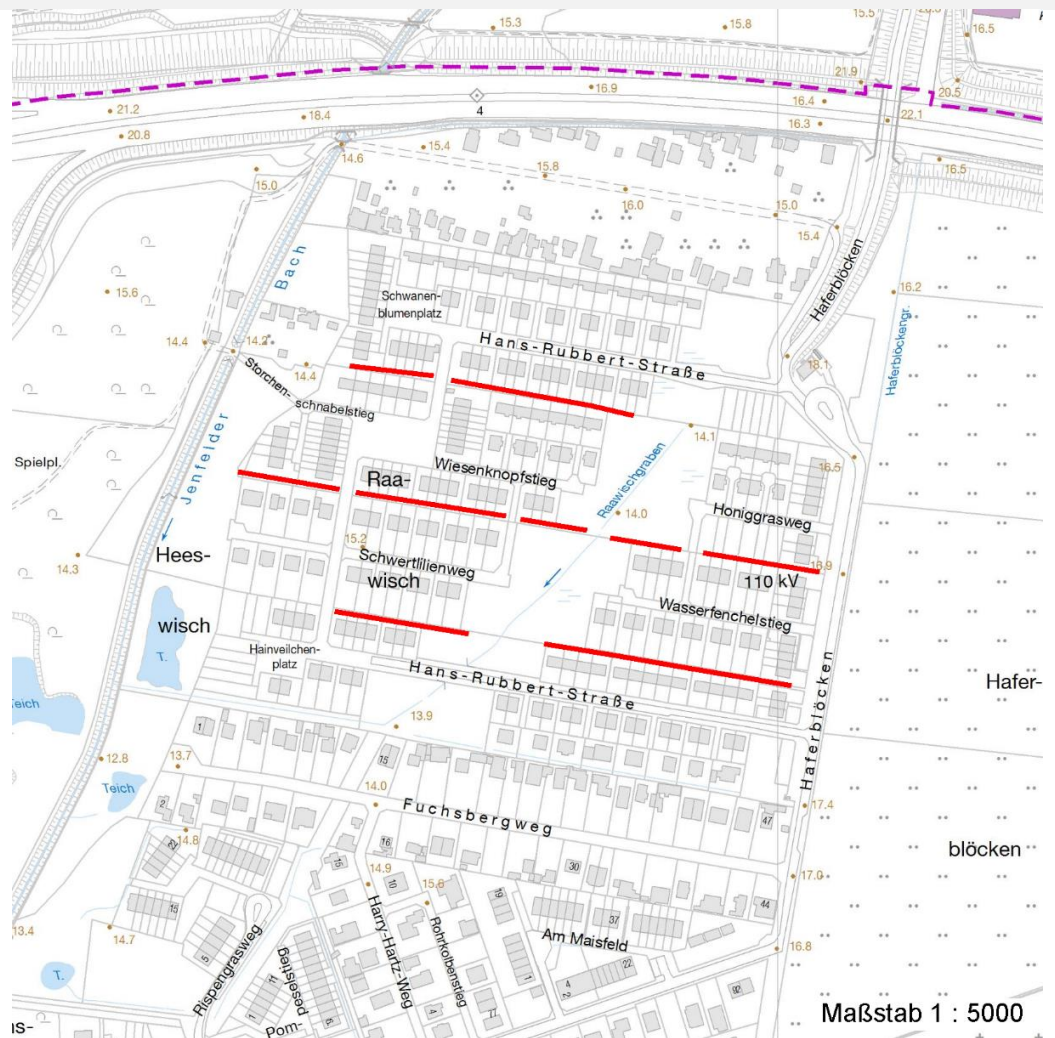 15.3
15.8
15.5
16.5
21.9
20.5
21.2
16.9
16.4
4
22.1
18.4
16.3
20.8
14.6
15.4
16.5
15.0
15.8
16.0
15.0
15.4
Haferblöcken
Bach
15.6
Schwanen-
blumenplatz
16.2
Haferblöckengr.
14.4
14.2
Hans-Rubbert-Straße
14.4
18.1
Storchen-
schnabelstieg
14.1
Jenfelder
Spielpl.
Wiesenknopfstieg
Raawischgraben
16.5
Raa-
14.0
Honiggrasweg
15.2
Hees-
14.3
Schwertlilienweg
wisch
110 kV
16.9
Wasserfenchelstieg
wisch
T.
Hainveilchen-
platz
Hans-Rubbert-Straße
Haferblöcken
Hafer-
Teich
13.9
1
15
12.8
13.7
Teich
14.0
2
Fuchsbergweg
17.4
47
14.8
16
22
15
14.9
10
30
blöcken
15.6
19
17.0
15
44
37
13.4
14.7
5
Rispengrasweg
Harry-Hartz-Weg
Rohrkolbenstieg
Am Maisfeld
16.8
T.
11
peselstieg
1
22
4
2
92
1
Pom-
6
4
Maßstab 1 : 5000